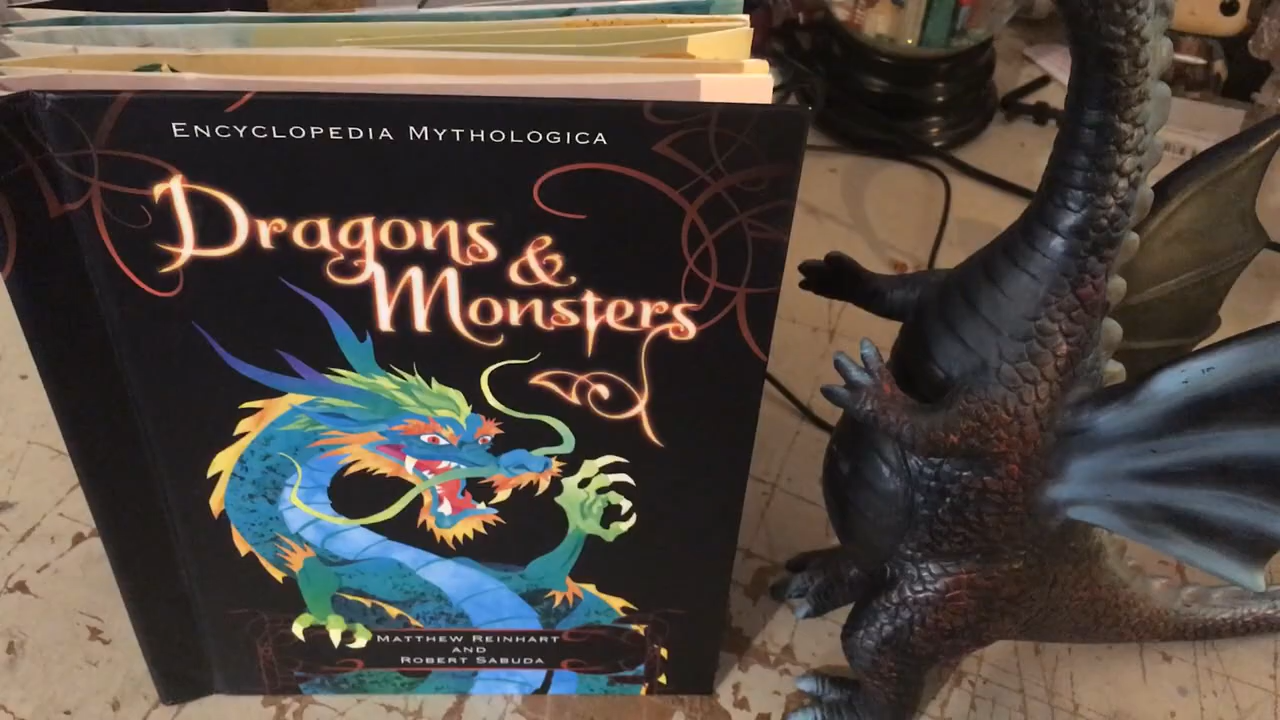 Encyclopedia Mythologica
Dragons &
Monsters
Matthew Reinhart
and
Robert Sabuda